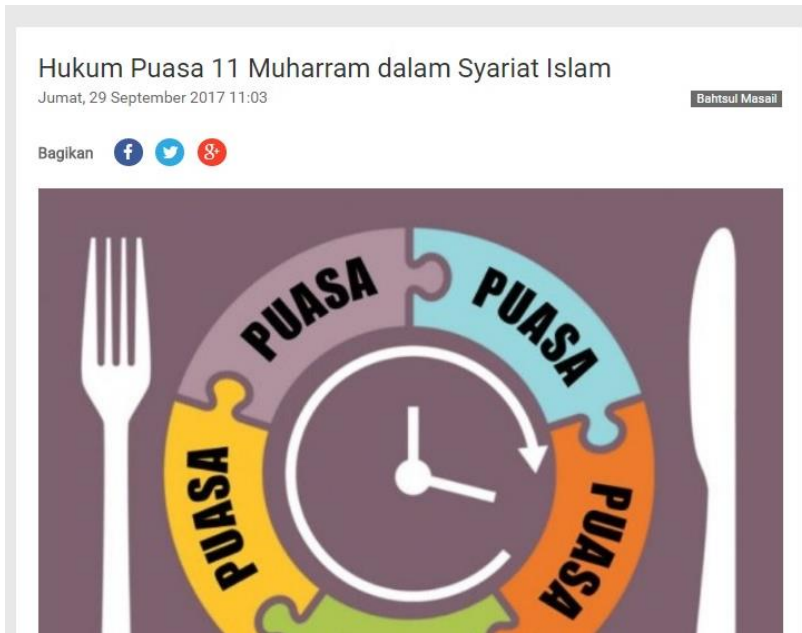 Hukum Puasa 11 Muharram dalam Syariat Islam
Jumat, 29 September 2017 11:03
Bahtsul Masail
Bagikan
PUASA
PUASA
PUASA
PUASA